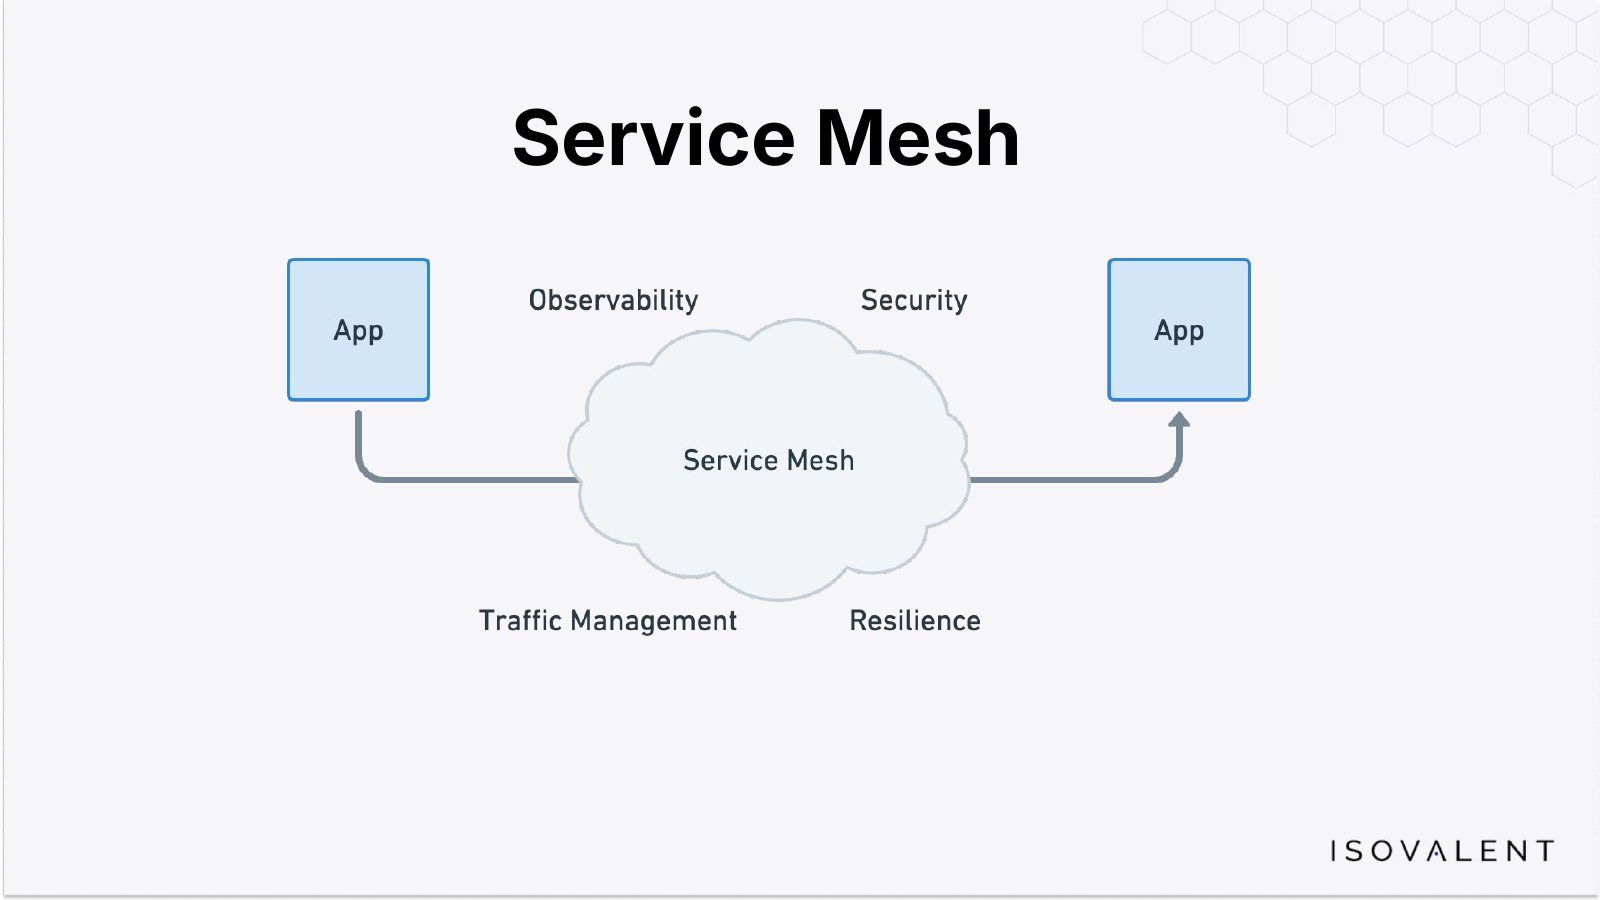 Service Mesh
App
Observability
Security
App
Service Mesh
Traffic Management
Resilience
ISOVALENT